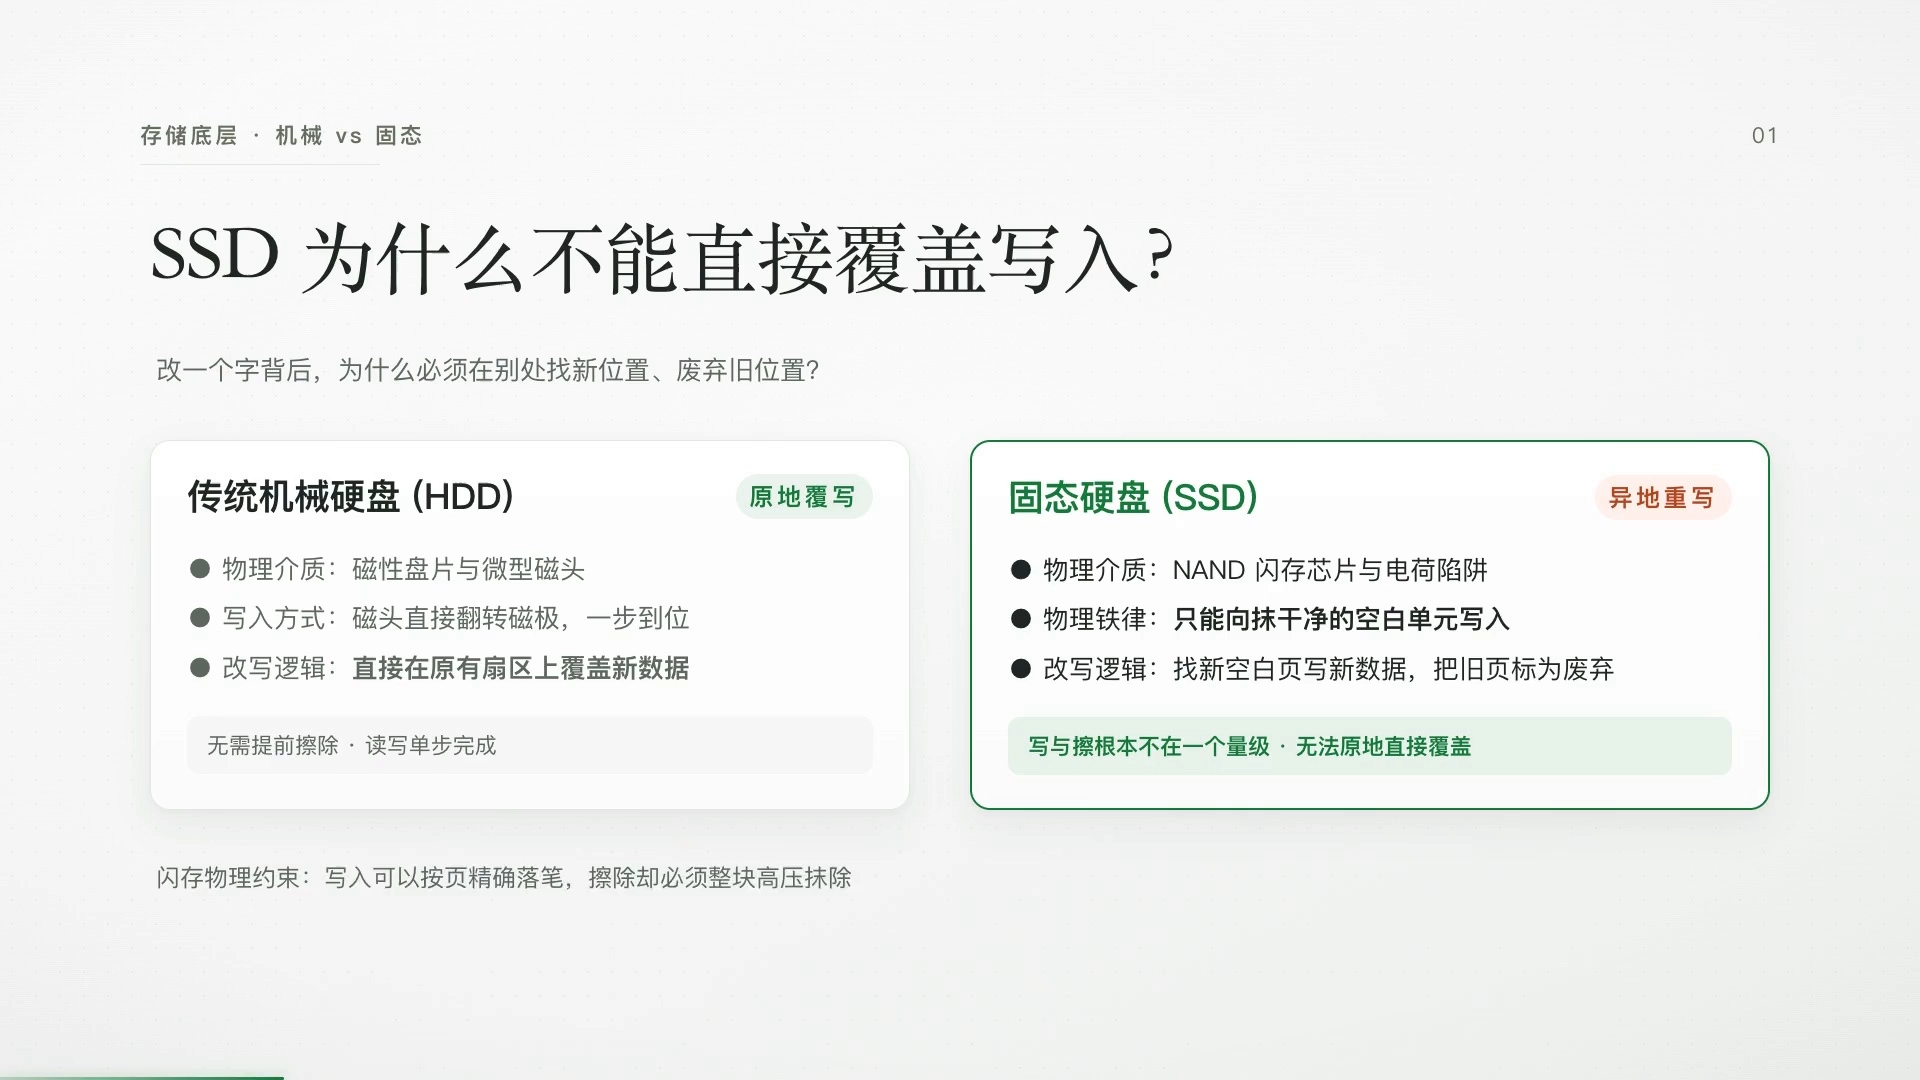 存储底层 · 机械 vs 固态
01
SSD 为什么不能直接覆盖写入?
改一个字背后，为什么必须在别处找新位置、废弃旧位置?
传统机械硬盘 (HDD)
原地覆写
● 物理介质：磁性盘片与微型磁头
● 写入方式：磁头直接翻转磁极，一步到位
● 改写逻辑：直接在原有扇区上覆盖新数据
无需提前擦除 · 读写单步完成
固态硬盘 (SSD)
异地重写
● 物理介质：NAND 闪存芯片与电荷陷阱
● 物理铁律：只能向抹干净的空白单元写入
● 改写逻辑：找新空白页写新数据，把旧页标为废弃
写与擦根本不在一个量级 · 无法原地直接覆盖
闪存物理约束：写入可以按页精确落笔，擦除却必须整块高压抹除